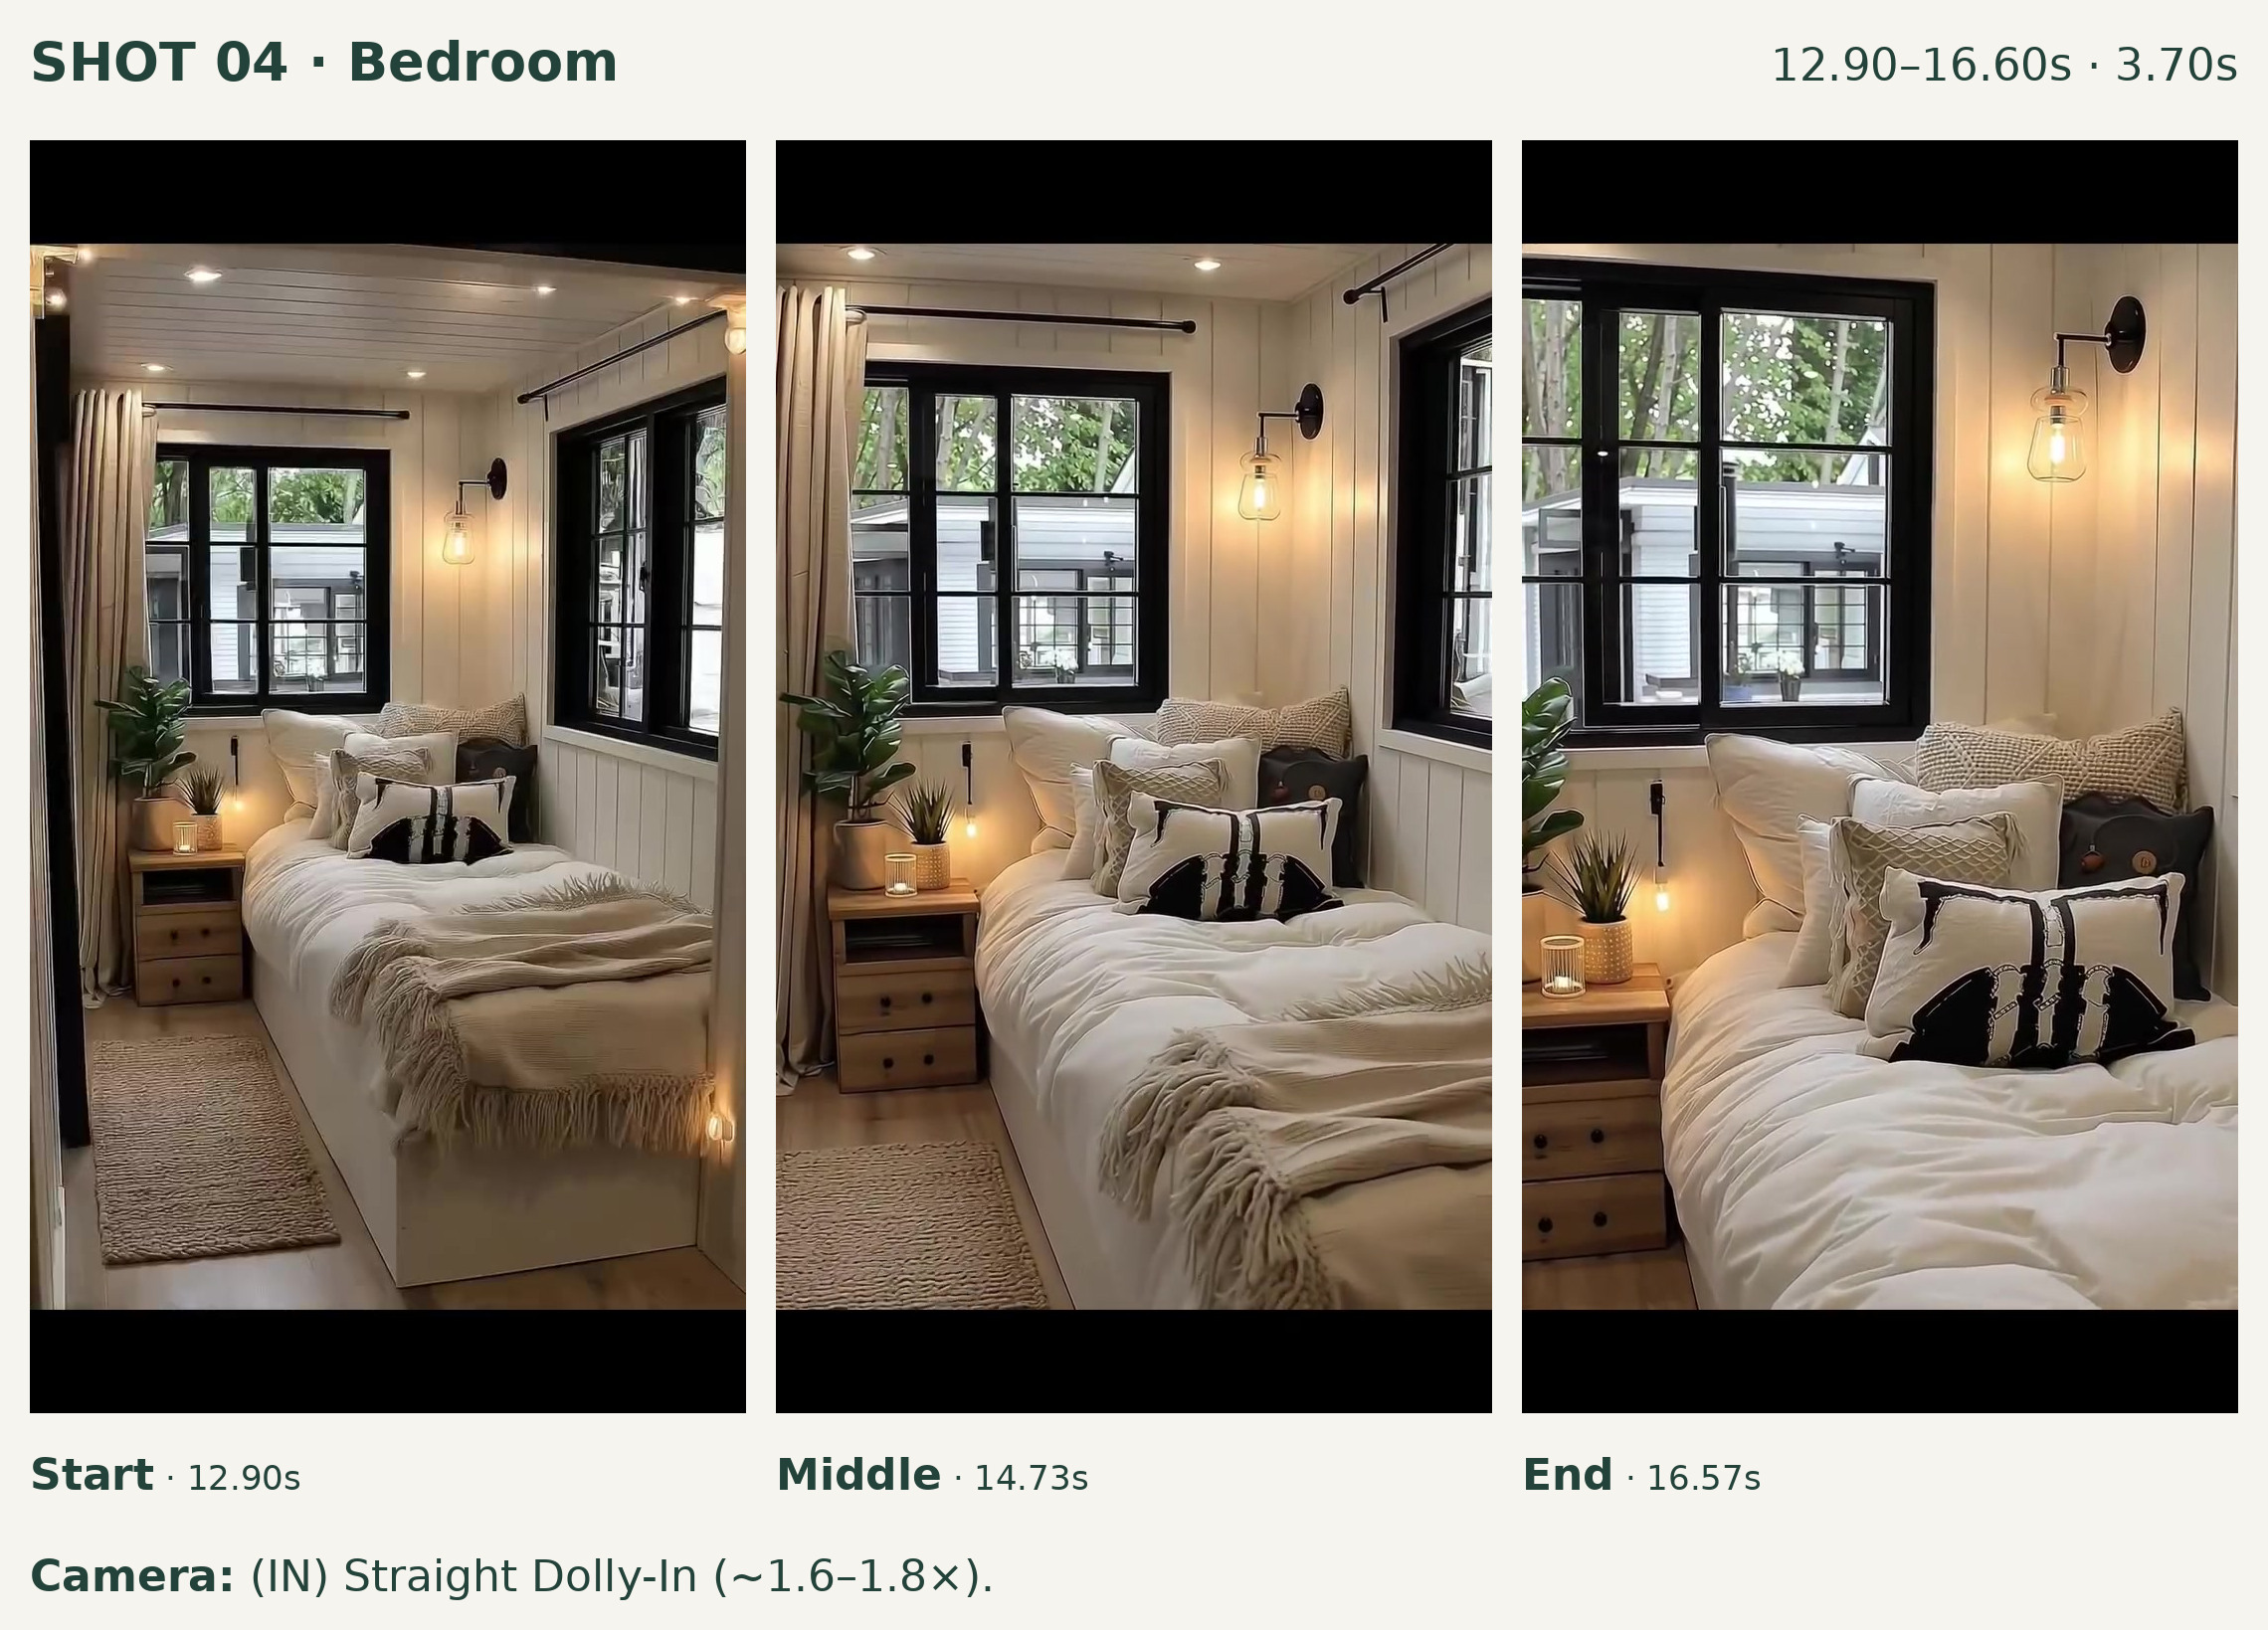 SHOT 04 · Bedroom
12.90–16.60s · 3.70s
Start · 12.90s
Middle · 14.73s
End · 16.57s
Camera: (IN) Straight Dolly-In (~1.6–1.8×).